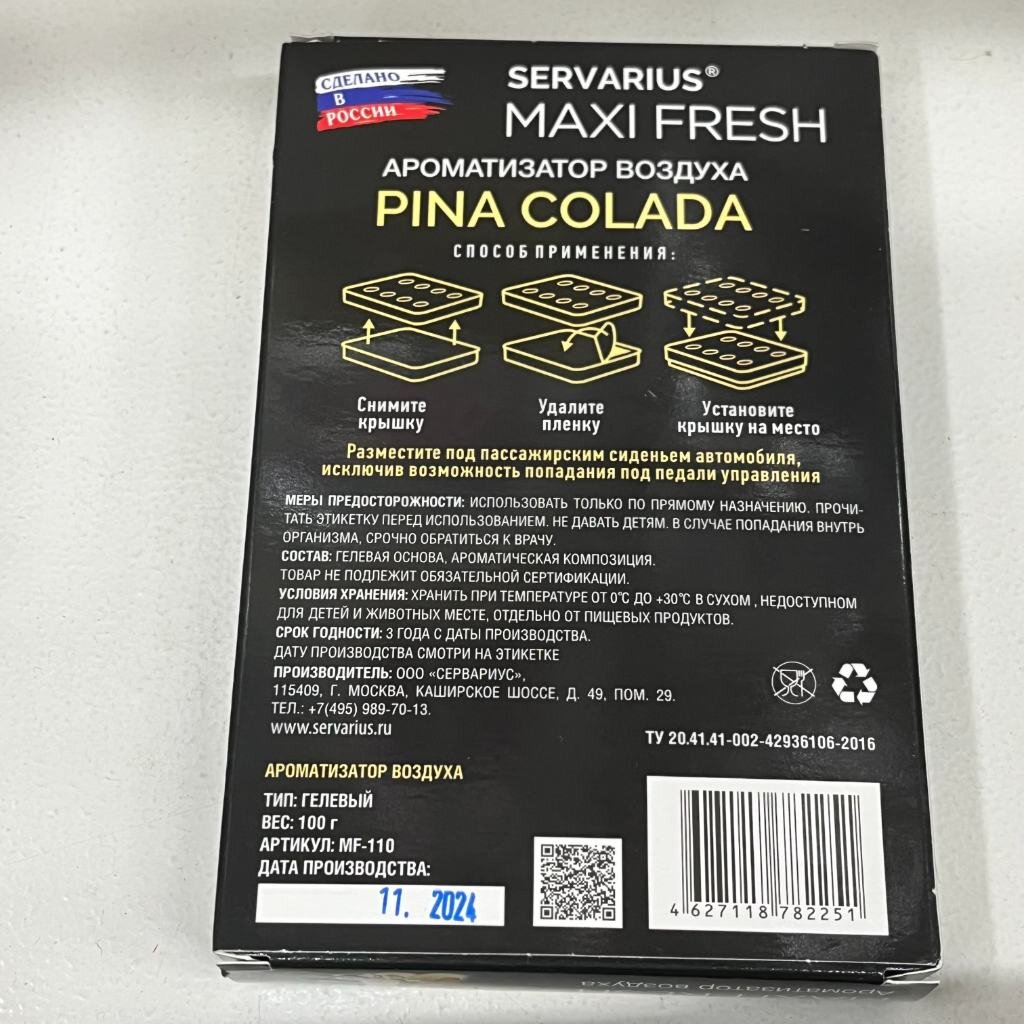 СДЕЛАНО
В
РОССИИ
SERVARIUS®
MAXI FRESH
АРОМАТИЗАТОР ВОЗДУХА
PINA COLADA
СПОСОБ ПРИМЕНЕНИЯ:
Снимите
крышку
Удалите
пленку
Установите
крышку на место
Разместите под пассажирским сиденьем автомобиля,
исключив возможность попадания под педали управления
МЕРЫ ПРЕДОСТОРОЖНОСТИ: ИСПОЛЬЗОВАТЬ ТОЛЬКО ПО ПРЯМОМУ НАЗНАЧЕНИЮ. ПРОЧИ-
ТАТЬ ЭТИКЕТКУ ПЕРЕД ИСПОЛЬЗОВАНИЕМ. НЕ ДАВАТЬ ДЕТЯМ. В СЛУЧАЕ ПОПАДАНИЯ ВНУТРЬ
ОРГАНИЗМА, СРОЧНО ОБРАТИТЬСЯ К ВРАЧУ.
СОСТАВ: ГЕЛЕВАЯ ОСНОВА, АРОМАТИЧЕСКАЯ КОМПОЗИЦИЯ.
ТОВАР НЕ ПОДЛЕЖИТ ОБЯЗАТЕЛЬНОЙ СЕРТИФИКАЦИИ.
УСЛОВИЯ ХРАНЕНИЯ: ХРАНИТЬ ПРИ ТЕМПЕРАТУРЕ ОТ 0°С ДО +30°С В СУХОМ , НЕДОСТУПНОМ
ДЛЯ ДЕТЕЙ И ЖИВОТНЫХ МЕСТЕ, ОТДЕЛЬНО ОТ ПИЩЕВЫХ ПРОДУКТОВ.
СРОК ГОДНОСТИ: 3 ГОДА С ДАТЫ ПРОИЗВОДСТВА.
ДАТУ ПРОИЗВОДСТВА СМОТРИ НА ЭТИКЕТКЕ
ПРОИЗВОДИТЕЛЬ: ООО «СЕРВАРИУС»,
115409, Г. МОСКВА, КАШИРСКОЕ ШОССЕ, Д. 49, ПОМ. 29.
ТЕЛ.: +7(495) 989-70-13.
www.servarius.ru
ТУ 20.41.41-002-42936106-2016
АРОМАТИЗАТОР ВОЗДУХА
ТИП: ГЕЛЕВЫЙ
ВЕС: 100 г
АРТИКУЛ: MF-110
ДАТА ПРОИЗВОДСТВА:
11. 2024
4 627118 782251
Ароматизатор воздуха